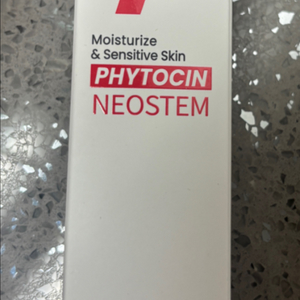 Moisturize
& Sensitive Skin
PHYTOCIN
NEOSTEM